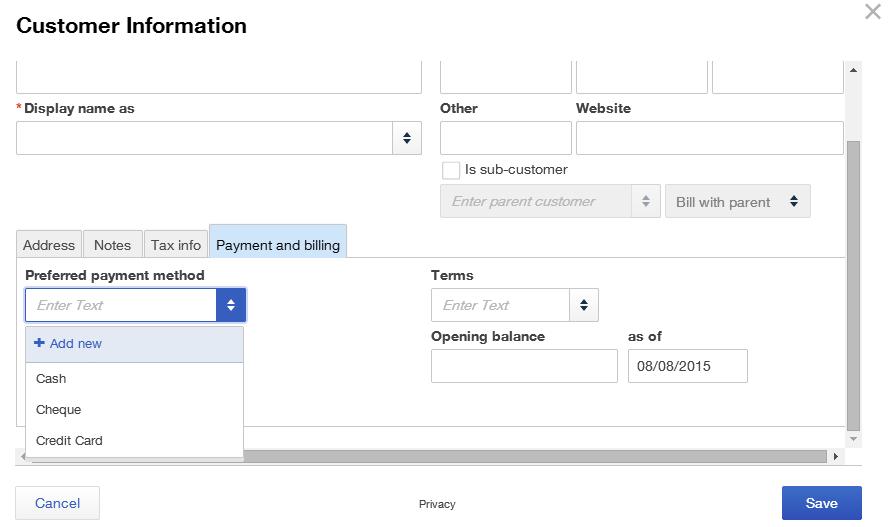 Customer Information
* Display name as
Other
Website
Is sub-customer
Enter parent customer
Bill with parent
Address
Notes
Tax info
Payment and billing
Preferred payment method
Terms
Enter Text
Enter Text
+ Add new
Opening balance
as of
08/08/2015
Cash
Cheque
Credit Card
Cancel
Privacy
Save